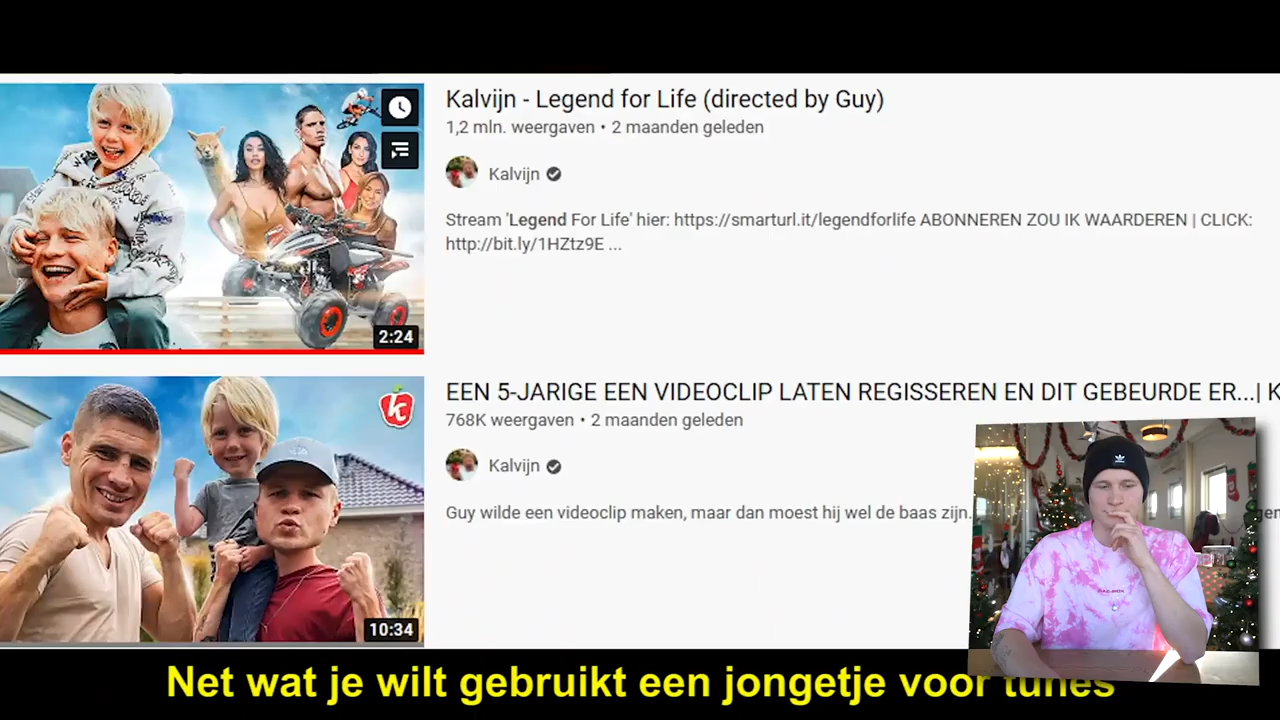 Kalvijn - Legend for Life (directed by Guy)
1,2 mln. weergaven • 2 maanden geleden
Kalvijn
Stream 'Legend For Life' hier: https://smarturl.it/legendforlife ABONNEREN ZOU IK WAARDEREN | CLICK:
http://bit.ly/1HZtz9E ...
2:24
EEN 5-JARIGE EEN VIDEOCLIP LATEN REGISSEREN EN DIT GEBEURDE ER...| K
768K weergaven • 2 maanden geleden
k
Kalvijn
Guy wilde een videoclip maken, maar dan moest hij wel de baas zijn.
10:34
Net wat je wilt gebruikt een jongetje voor tunes